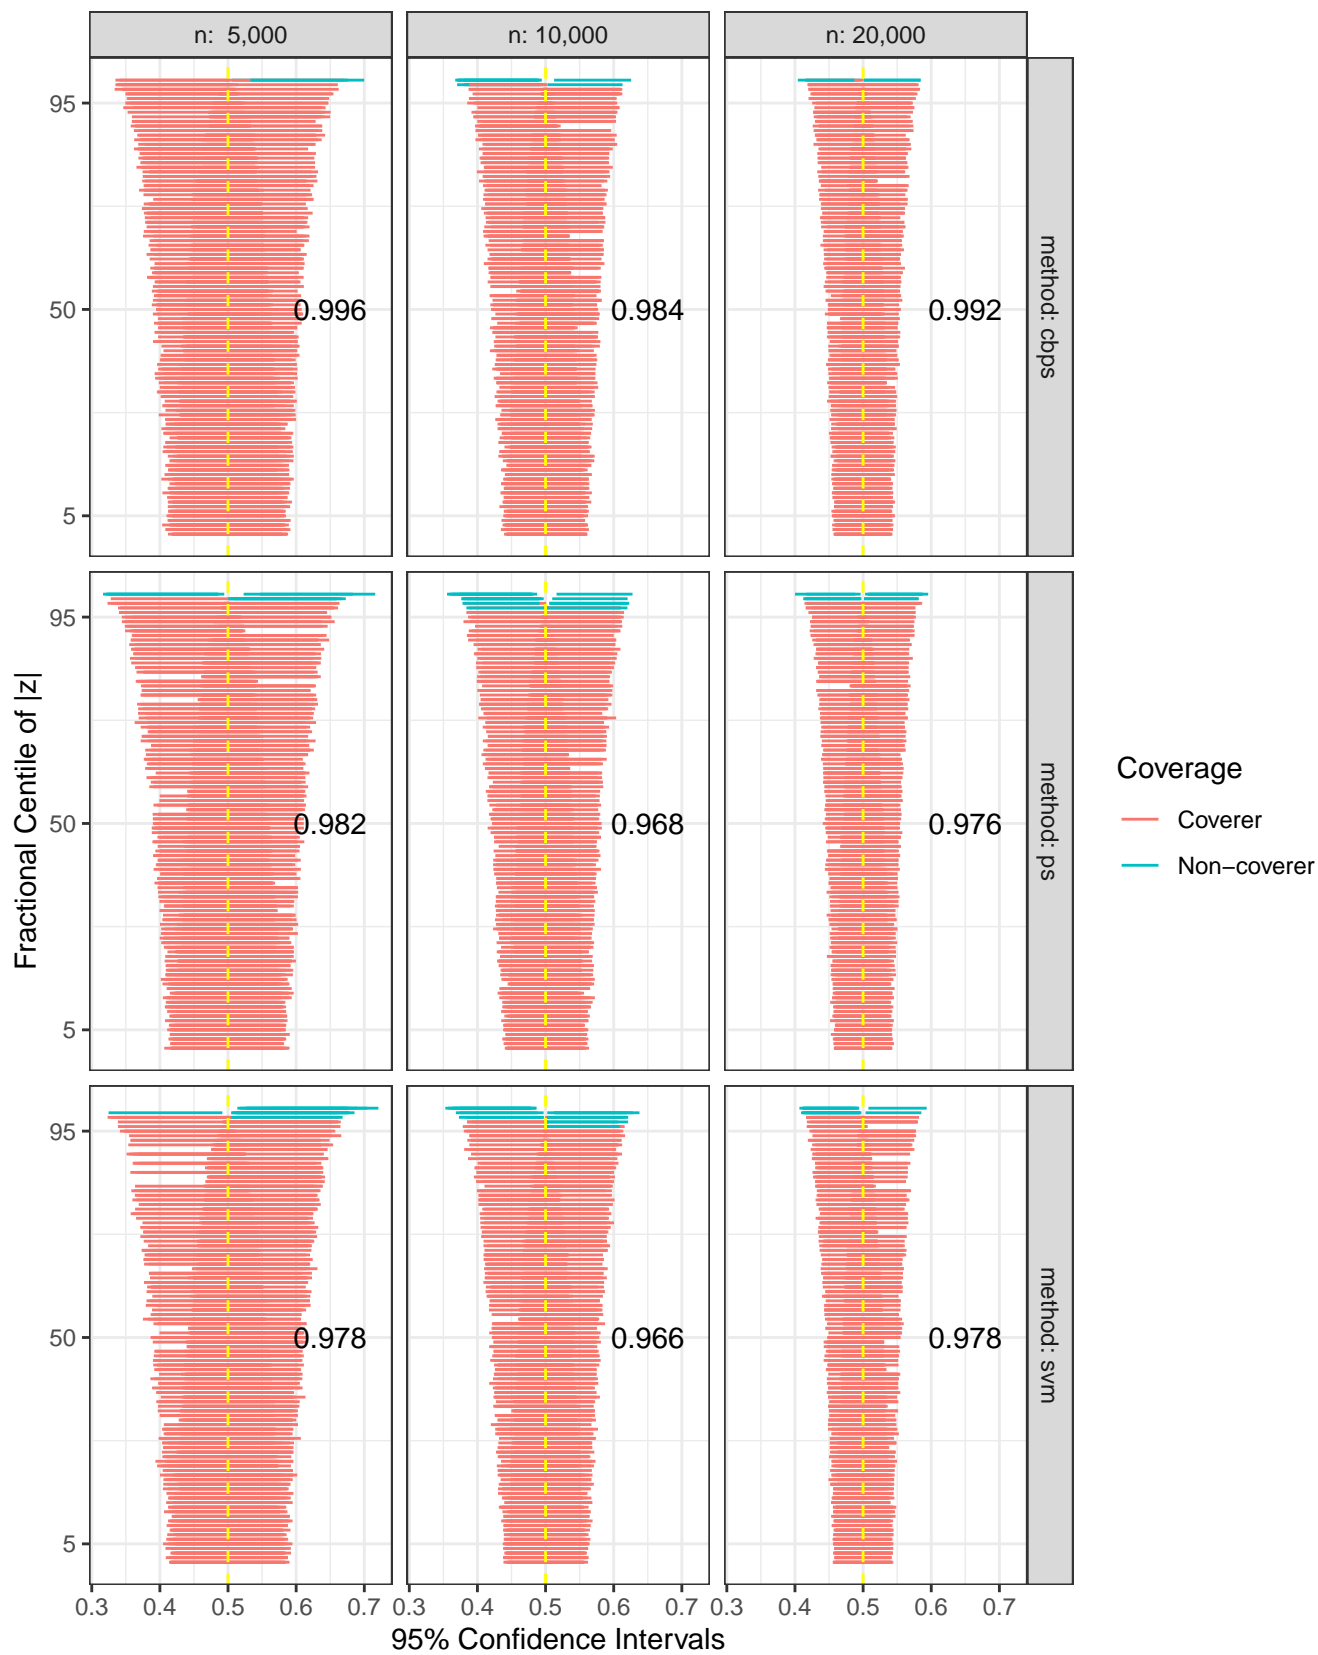 n:  5,000
n: 10,000
n: 20,000
95
50
5
0.996
0.984
0.992
method: cbps
95
50
5
0.982
0.968
0.976
method: ps
95
50
5
0.978
0.966
0.978
method: svm
Fractional Centile of |z|
0.3 0.4 0.5 0.6 0.7
0.3 0.4 0.5 0.6 0.7
0.3 0.4 0.5 0.6 0.7
95% Confidence Intervals
Coverage
Coverer
Non−coverer